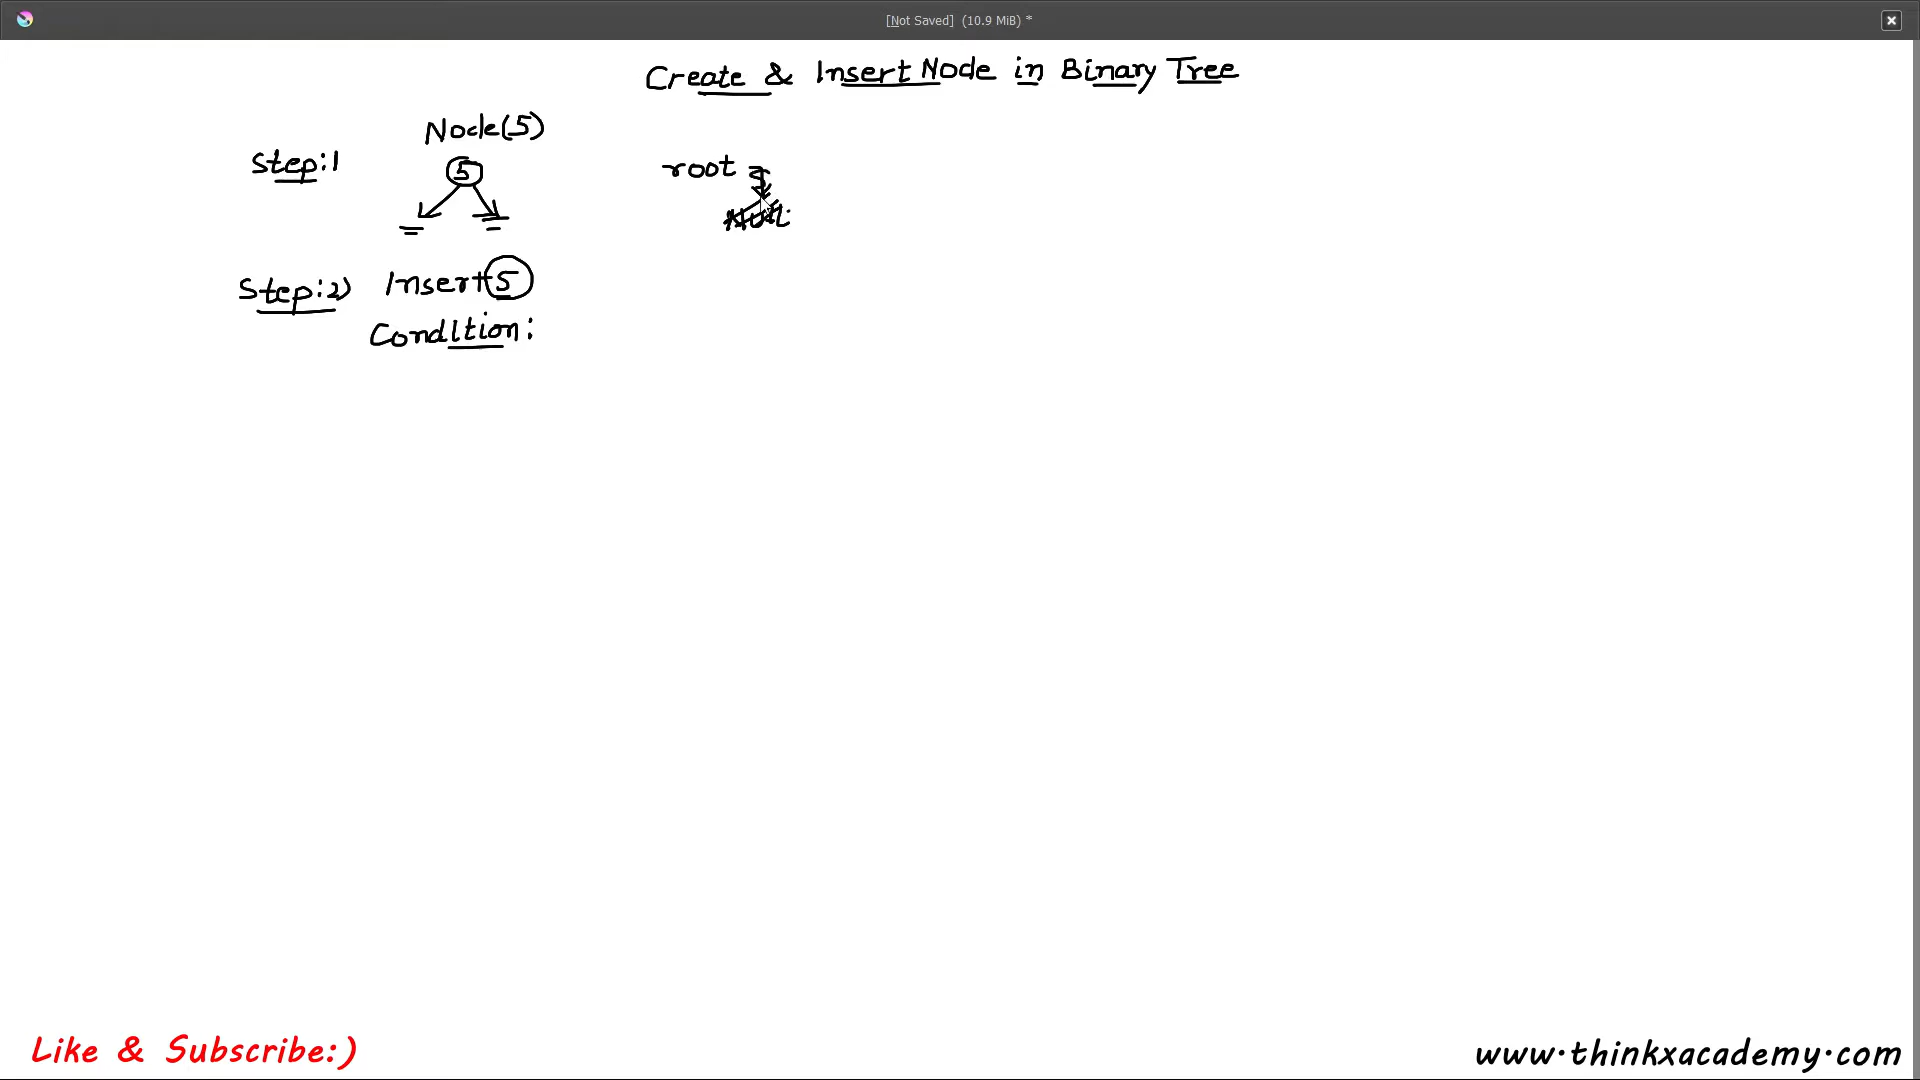 [Not Saved] (10.9 MiB) *
Create & Insert Node in Binary Tree
Node(5)
Step:1
5
root
Null
Step:2) Insert 5
Condition:
Like & Subscribe:)
www.thinkxacademy.com